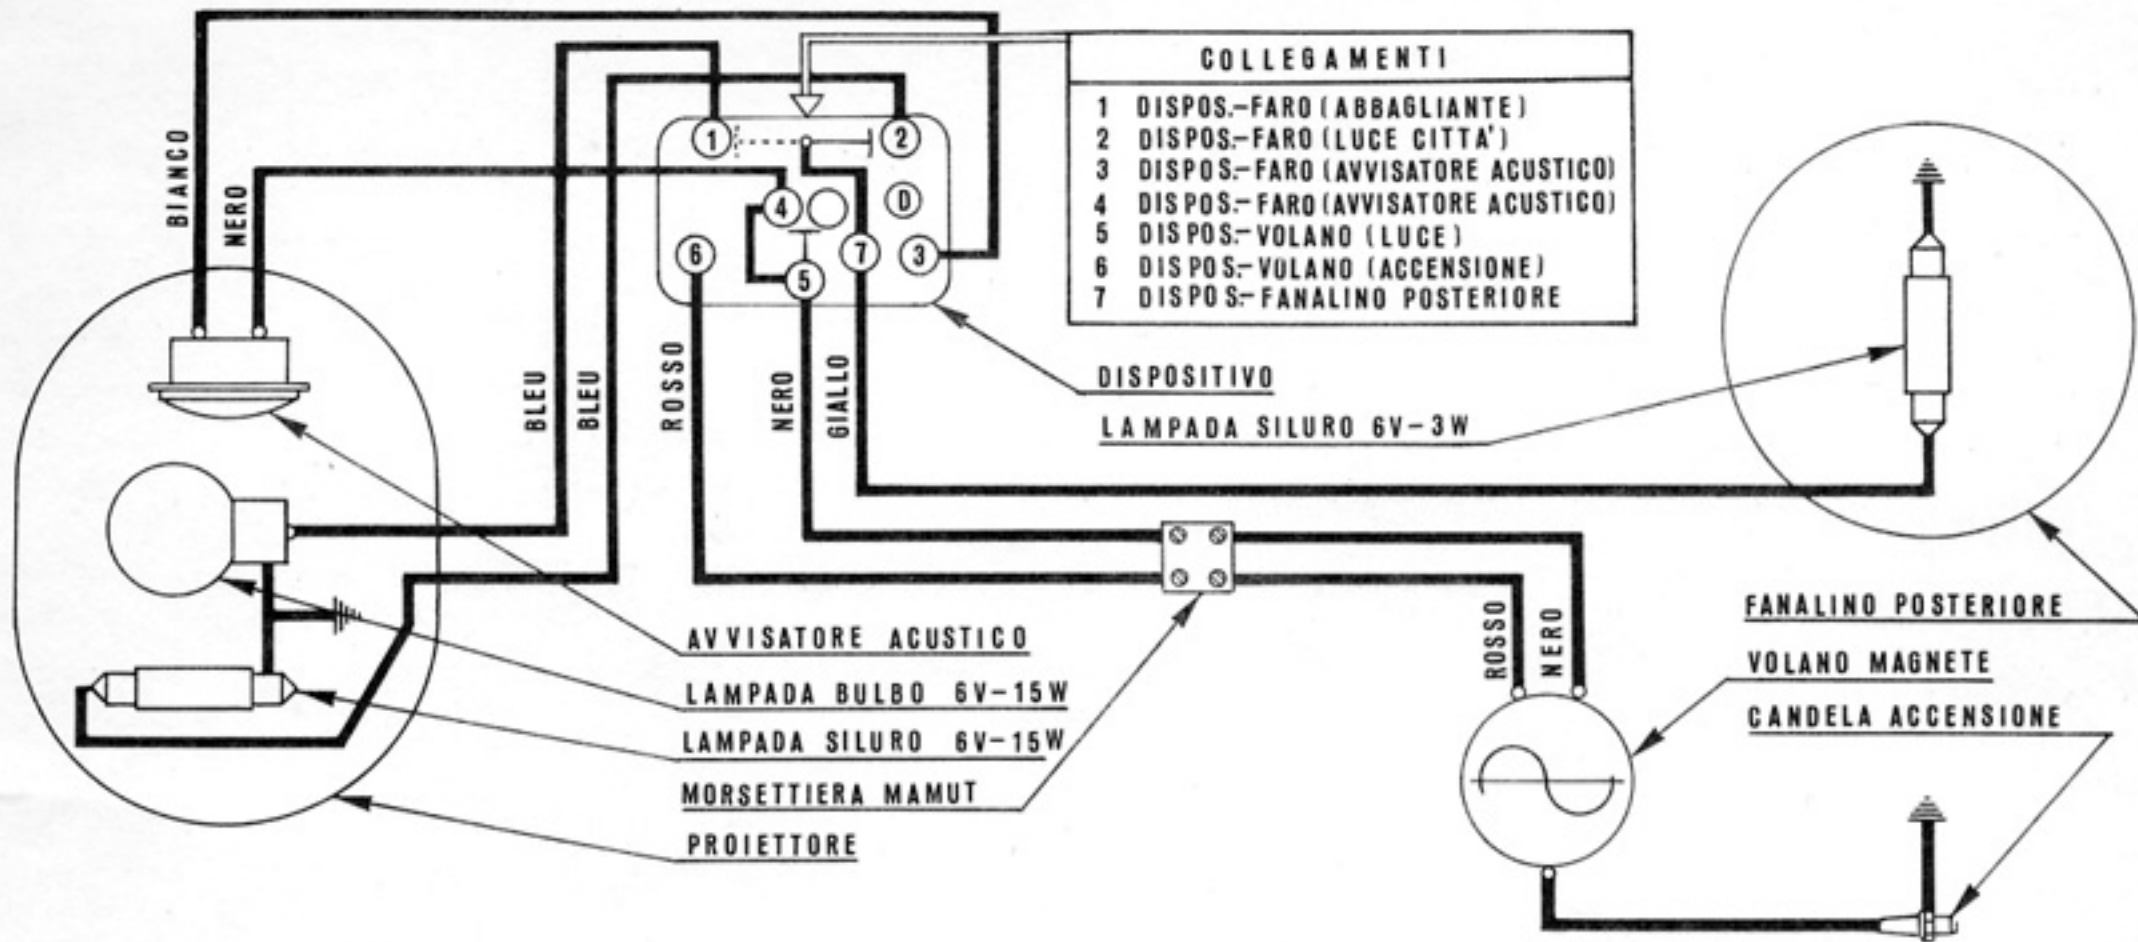 COLLEGAMENTI
1 DISPOS.-FARO (ABBAGLIANTE)
2 DISPOS.-FARO (LUCE CITTA')
3 DISPOS.-FARO (AVVISATORE ACUSTICO)
4 DISPOS.-FARO (AVVISATORE ACUSTICO)
5 DISPOS.-VOLANO (LUCE)
6 DISPOS.-VOLANO (ACCENSIONE)
7 DISPOS.-FANALINO POSTERIORE
BIANCO
NERO
1
2
4
D
6
5
7
3
BLEU
BLEU
ROSSO
NERO
GIALLO
DISPOSITIVO
LAMPADA SILURO 6V-3W
AVVISATORE ACUSTICO
LAMPADA BULBO 6V-15W
LAMPADA SILURO 6V-15W
MORSETTIERA MAMUT
PROIETTORE
ROSSO
NERO
FANALINO POSTERIORE
VOLANO MAGNETE
CANDELA ACCENSIONE